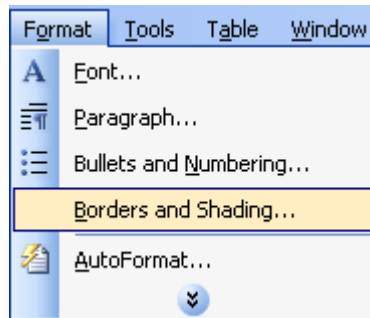 Format Tools Table Window
Font...
Paragraph...
Bullets and Numbering...
Borders and Shading...
AutoFormat...